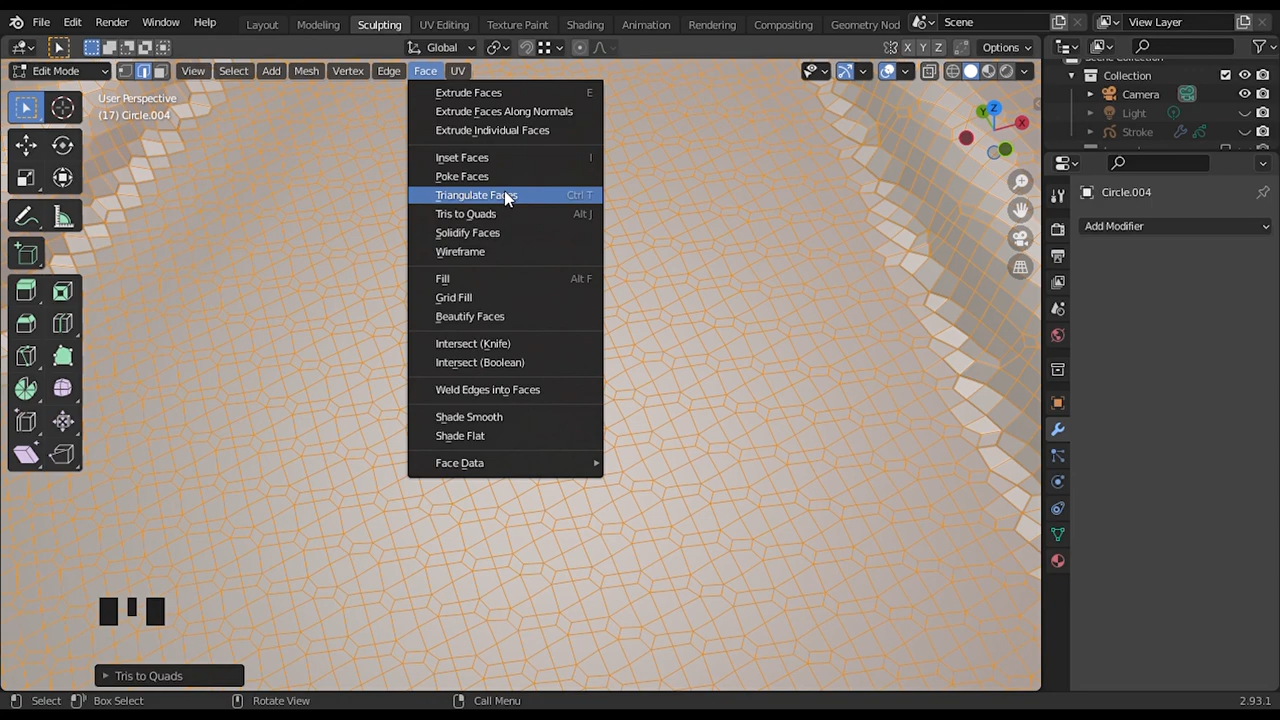 File Edit Render Window Help Layout Modeling Sculpting UV Editing Texture Paint Shading Animation Rendering Compositing Geometry Nod Scene View Layer
Global X Y Z Options
Edit Mode View Select Add Mesh Vertex Edge Face UV
User Perspective
(17) Circle.004
Extrude Faces E
Extrude Faces Along Normals
Extrude Individual Faces
Inset Faces I
Poke Faces
Triangulate Faces Ctrl T
Tris to Quads Alt J
Solidify Faces
Wireframe
Fill Alt F
Grid Fill
Beautify Faces
Intersect (Knife)
Intersect (Boolean)
Weld Edges into Faces
Shade Smooth
Shade Flat
Face Data
Z
Y
X
Scene Collection
Collection
Camera
Light
Stroke
Circle.004
Add Modifier
Tris to Quads
Select Box Select Rotate View Call Menu 2.93.1